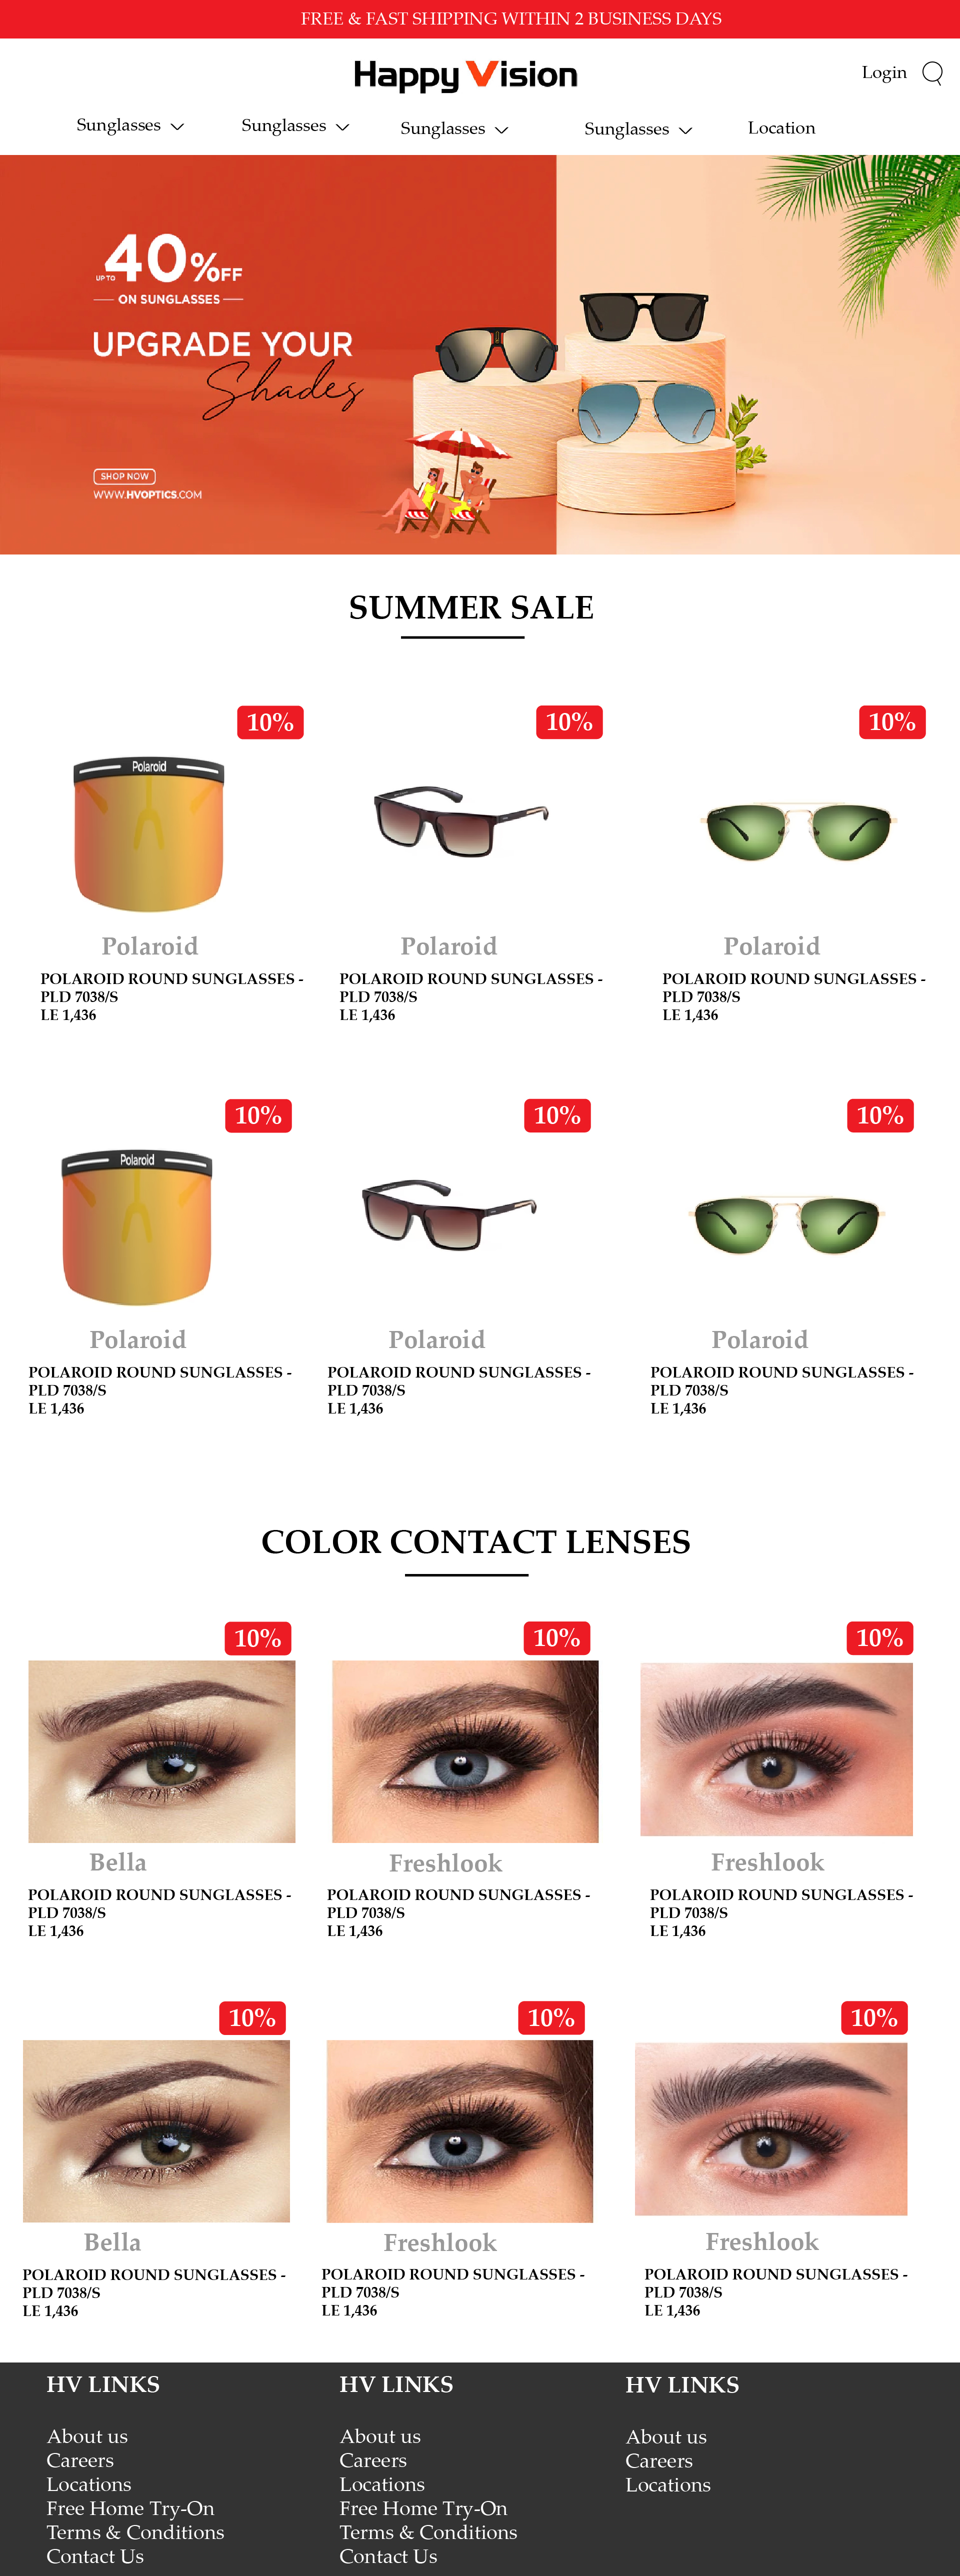 FREE & FAST SHIPPING WITHIN 2 BUSINESS DAYS
Happy Vision
Login
Sunglasses Sunglasses Sunglasses Sunglasses Location
UP TO 40%FF
ON SUNGLASSES
UPGRADE YOUR
Shades
SHOP NOW
WWW.HVOPTICS.COM
SUMMER SALE
10% 10% 10%
Polaroid
Polaroid Polaroid Polaroid
POLAROID ROUND SUNGLASSES - POLAROID ROUND SUNGLASSES - POLAROID ROUND SUNGLASSES -
PLD 7038/S PLD 7038/S PLD 7038/S
LE 1,436 LE 1,436 LE 1,436
10% 10% 10%
Polaroid
Polaroid Polaroid Polaroid
POLAROID ROUND SUNGLASSES - POLAROID ROUND SUNGLASSES - POLAROID ROUND SUNGLASSES -
PLD 7038/S PLD 7038/S PLD 7038/S
LE 1,436 LE 1,436 LE 1,436
COLOR CONTACT LENSES
10% 10% 10%
Bella Freshlook Freshlook
POLAROID ROUND SUNGLASSES - POLAROID ROUND SUNGLASSES - POLAROID ROUND SUNGLASSES -
PLD 7038/S PLD 7038/S PLD 7038/S
LE 1,436 LE 1,436 LE 1,436
10% 10% 10%
Bella Freshlook Freshlook
POLAROID ROUND SUNGLASSES - POLAROID ROUND SUNGLASSES - POLAROID ROUND SUNGLASSES -
PLD 7038/S PLD 7038/S PLD 7038/S
LE 1,436 LE 1,436 LE 1,436
HV LINKS HV LINKS HV LINKS
About us About us About us
Careers Careers Careers
Locations Locations Locations
Free Home Try-On Free Home Try-On
Terms & Conditions Terms & Conditions
Contact Us Contact Us